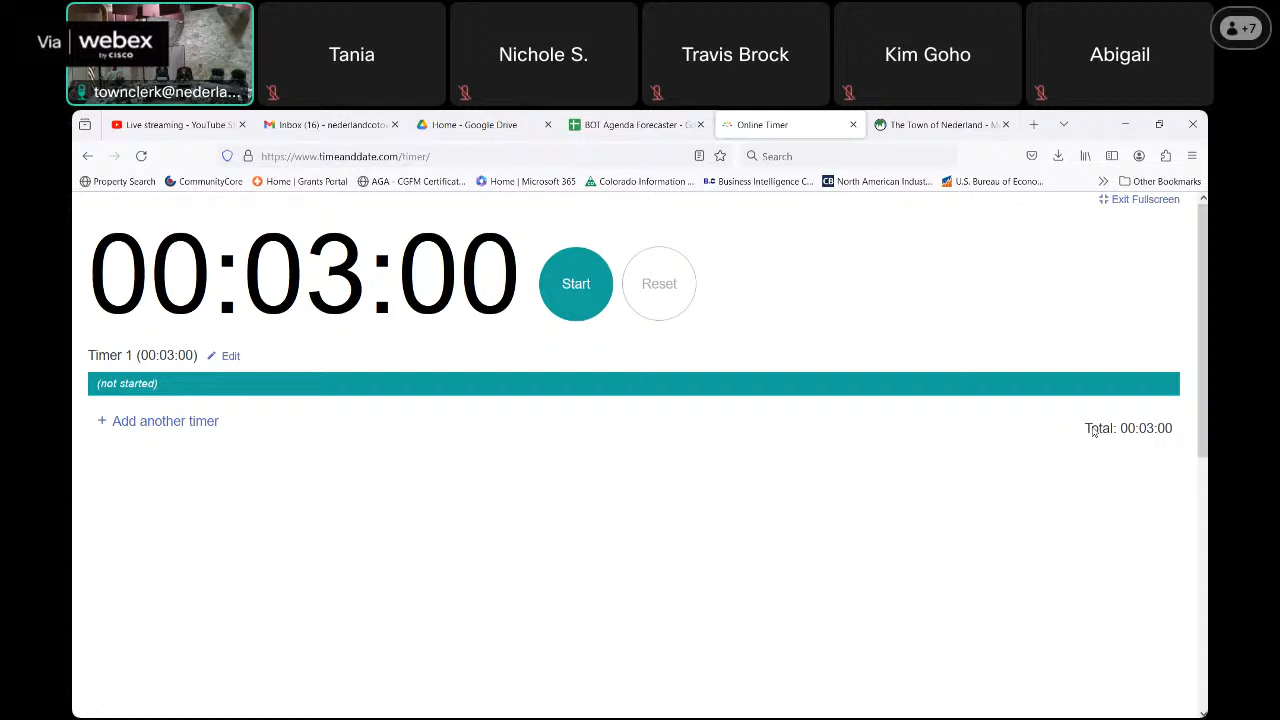 Via webex
by CISCO
townclerk@nederla...
Tania
Nichole S.
Travis Brock
Kim Goho
Abigail
+7
Live streaming - YouTube S
Inbox (16) - nederlandcotou
Home - Google Drive
BOT Agenda Forecaster - Go
Online Timer
The Town of Nederland - M
https://www.timeanddate.com/timer/
Search
Property Search
CommunityCore
Home | Grants Portal
AGA - CGFM Certificat...
Home | Microsoft 365
Colorado Information ...
Business Intelligence C...
North American Indust...
U.S. Bureau of Econo...
Other Bookmarks
Exit Fullscreen
00:03:00
Start
Reset
Timer 1 (00:03:00)
Edit
(not started)
+ Add another timer
Total: 00:03:00